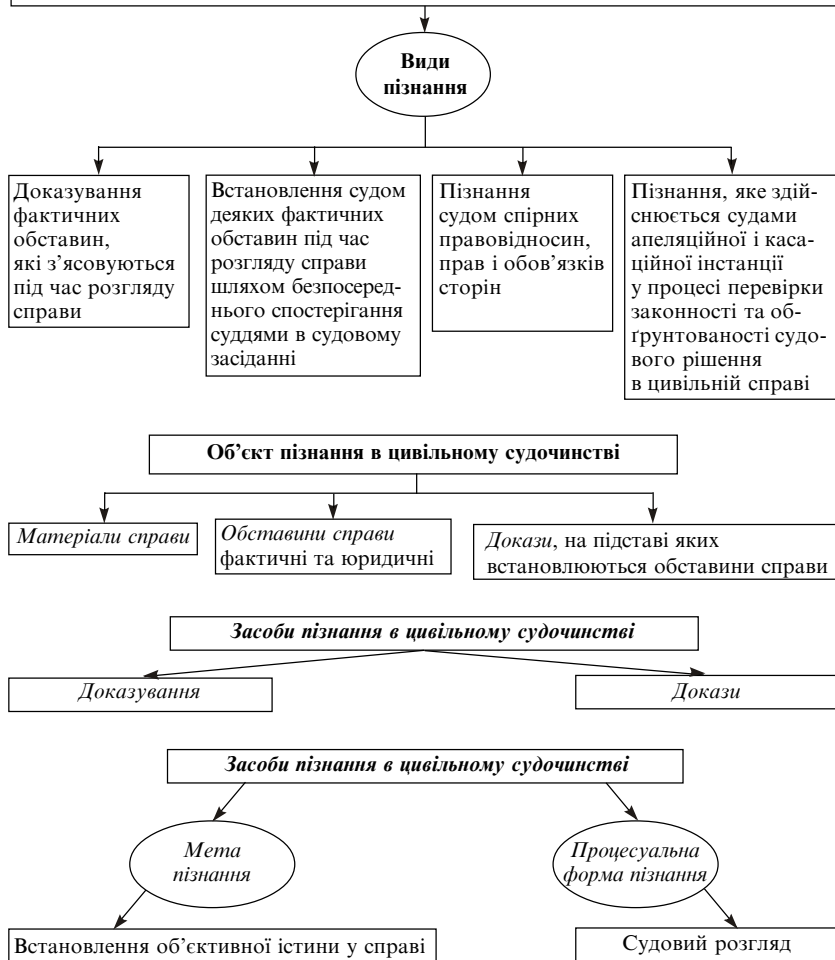 Види
пізнання
Доказування
фактичних
обставин,
які з’ясовуються
під час розгляду
справи
Встановлення судом
деяких фактичних
обставин під час
розгляду справи
шляхом безпосеред-
нього спостерігання
суддями в судовому
засіданні
Пізнання
судом спірних
правовідносин,
прав і обов’язків
сторін
Пізнання, яке здій-
снюється судами
апеляційної і каса-
ційної інстанції
у процесі перевірки
законності та об-
ґрунтованості судо-
вого рішення
в цивільній справі
Об’єкт пізнання в цивільному судочинстві
Матеріали справи
Обставини справи
фактичні та юридичні
Докази, на підставі яких
встановлюються обставини справи
Засоби пізнання в цивільному судочинстві
Доказування
Докази
Засоби пізнання в цивільному судочинстві
Мета
пізнання
Процесуальна
форма пізнання
Встановлення об’єктивної істини у справі
Судовий розгляд